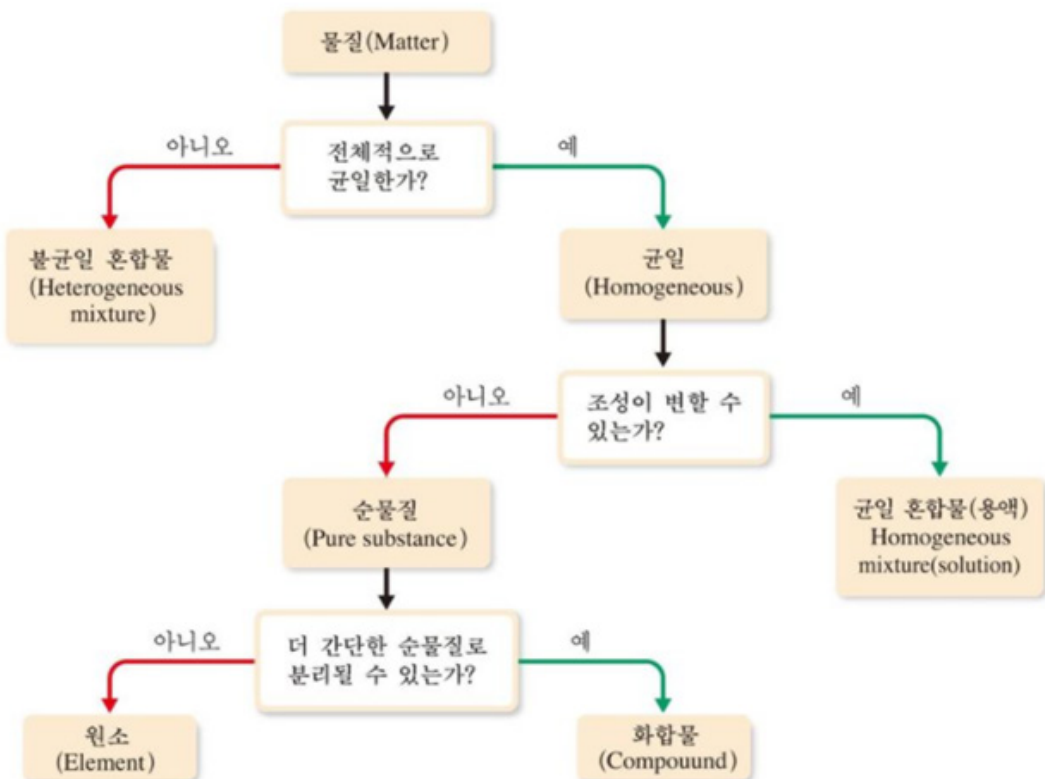 물질(Matter)
아니오
전체적으로
균일한가?
예
불균일 혼합물
(Heterogeneous
mixture)
균일
(Homogeneous)
아니오
조성이 변할 수
있는가?
예
순물질
(Pure substance)
균일 혼합물(용액)
Homogeneous
mixture(solution)
아니오
더 간단한 순물질로
분리될 수 있는가?
예
원소
(Element)
화합물
(Compouund)